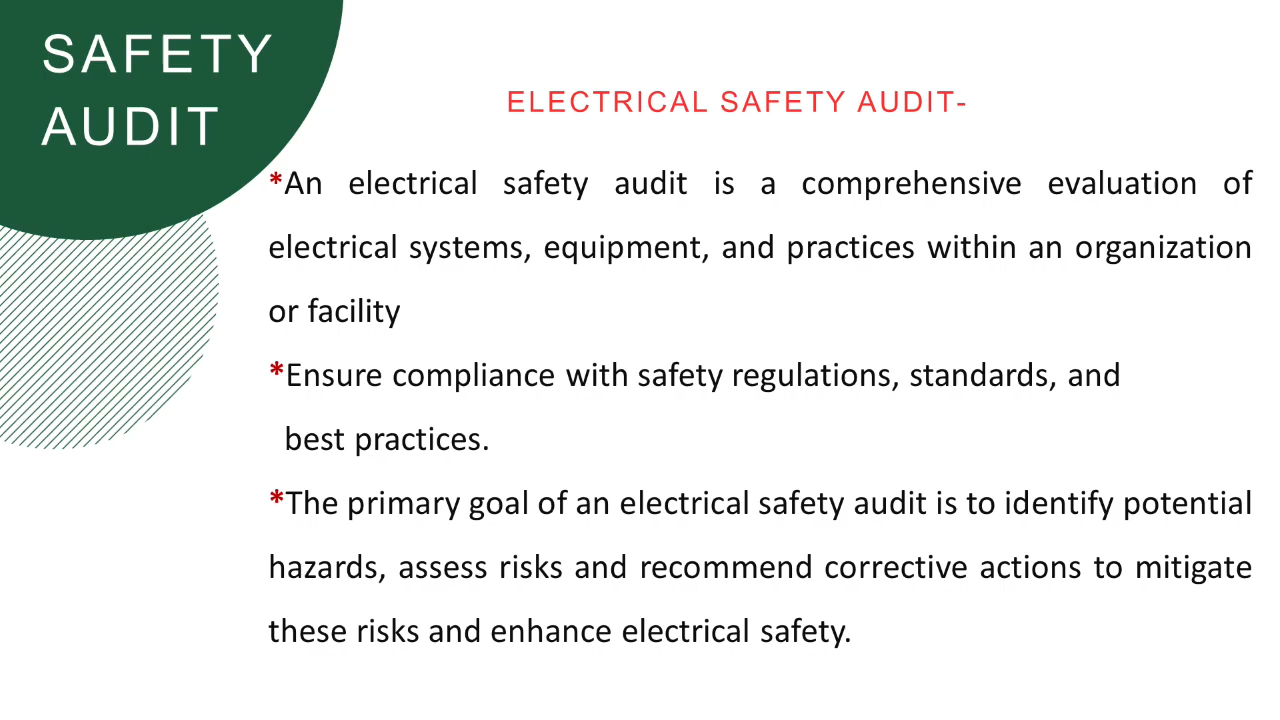 SAFETY
AUDIT
ELECTRICAL SAFETY AUDIT-
*An electrical safety audit is a comprehensive evaluation of
electrical systems, equipment, and practices within an organization
or facility
*Ensure compliance with safety regulations, standards, and
best practices.
*The primary goal of an electrical safety audit is to identify potential
hazards, assess risks and recommend corrective actions to mitigate
these risks and enhance electrical safety.